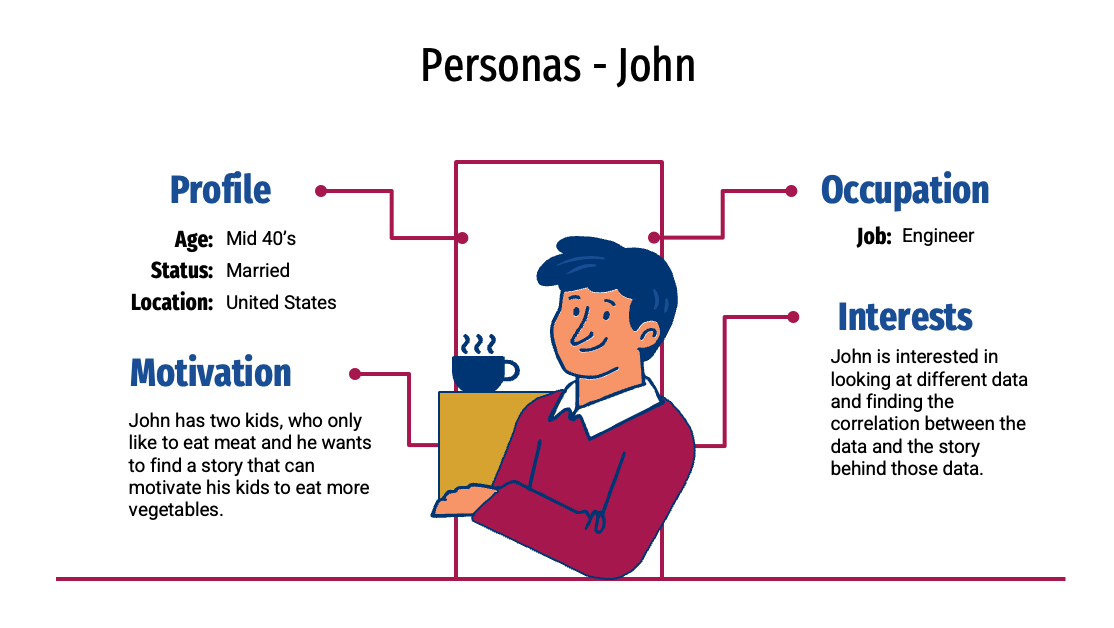 Personas - John
Profile
Age: Mid 40’s
Status: Married
Location: United States
Motivation
John has two kids, who only
like to eat meat and he wants
to find a story that can
motivate his kids to eat more
vegetables.
Occupation
Job: Engineer
Interests
John is interested in
looking at different data
and finding the
correlation between the
data and the story
behind those data.